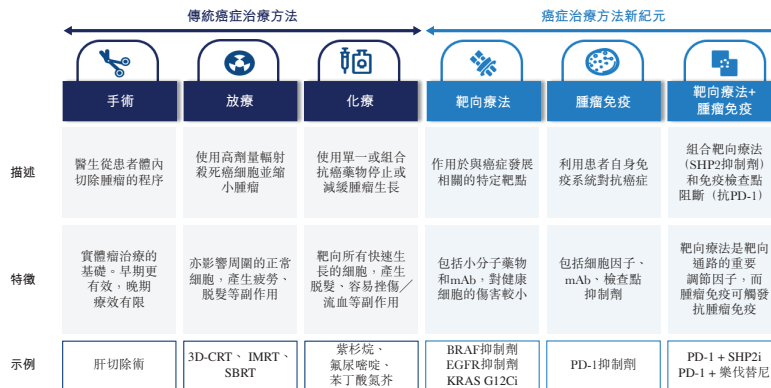 傳統癌症治療方法
癌症治療方法新紀元
手術
放療
化療
靶向療法
腫瘤免疫
靶向療法+
腫瘤免疫
描述
醫生從患者體內
切除腫瘤的程序
使用高劑量輻射
殺死癌細胞並縮
小腫瘤
使用單一或組合
抗癌藥物停止或
減緩腫瘤生長
作用於與癌症發展
相關的特定靶點
利用患者自身免
疫系統對抗癌症
組合靶向療法
(SHP2抑制劑)
和免疫檢查點
阻斷(抗PD-1)
特徵
實體瘤治療的
基礎。早期更
有效，晚期
療效有限
亦影響周圍的正常
細胞，產生疲勞、
脫髮等副作用
靶向所有快速生
長的細胞，產生
脫髮、容易挫傷／
流血等副作用
包括小分子藥物
和mAb，對健康
細胞的傷害較小
包括細胞因子、
mAb、檢查點
抑制劑
靶向療法是靶向
通路的重要
調節因子，而
腫瘤免疫可觸發
抗腫瘤免疫
示例
肝切除術
3D-CRT、 IMRT、
SBRT
紫杉烷、
氟尿嘧啶、
苯丁酸氮芥
BRAF抑制劑
EGFR抑制劑
KRAS G12Ci
PD-1抑制劑
PD-1 + SHP2i
PD-1 + 樂伐替尼